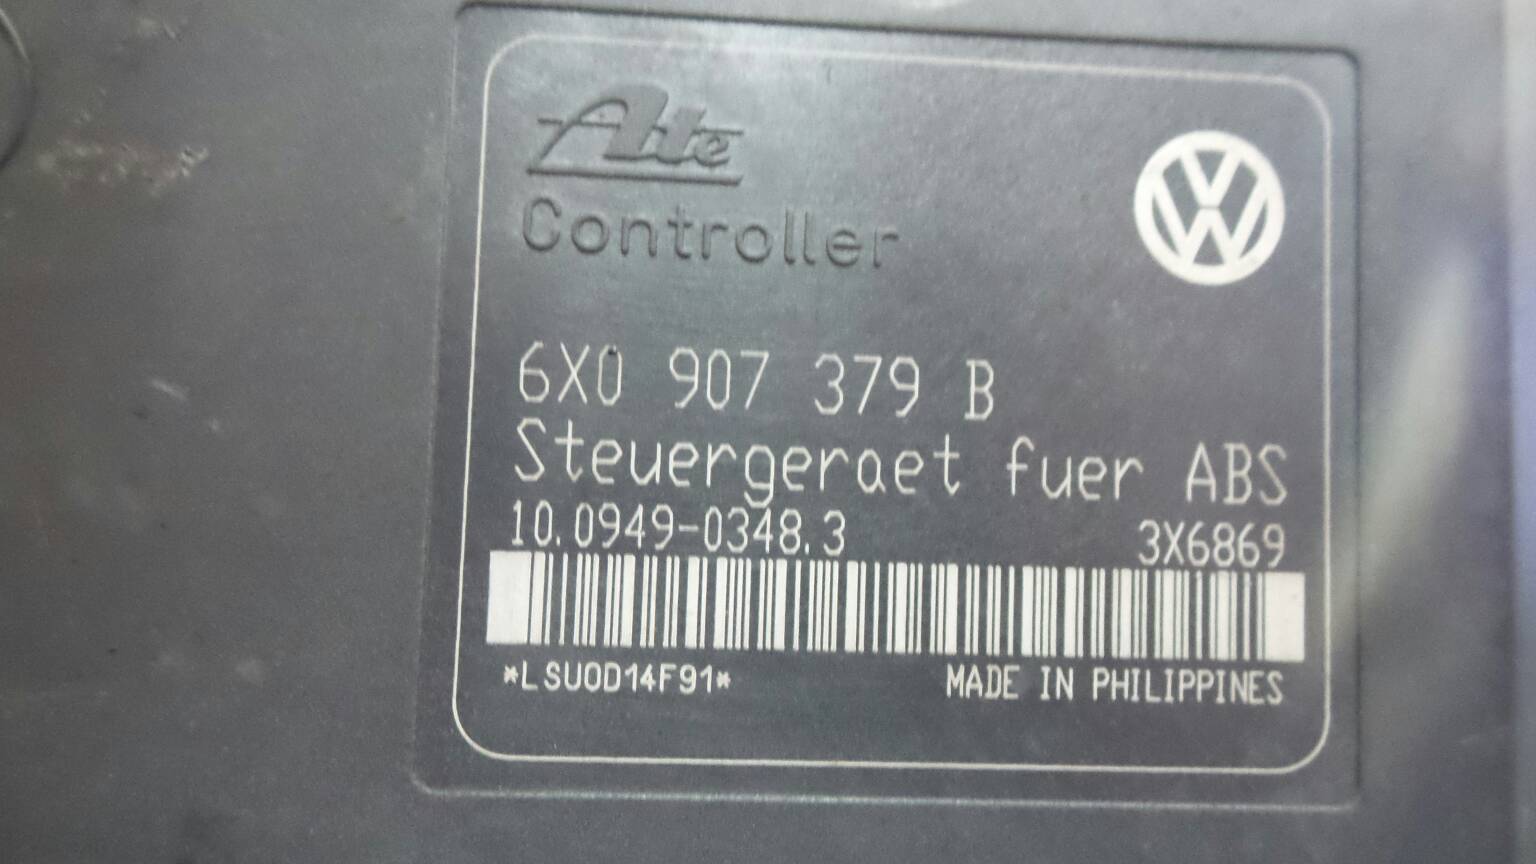 Ate
Controller
6X0 907 379 B
Steuergeraet fuer ABS
10.0949-0348.3 3X6869
*LSU0D14F91* MADE IN PHILIPPINES